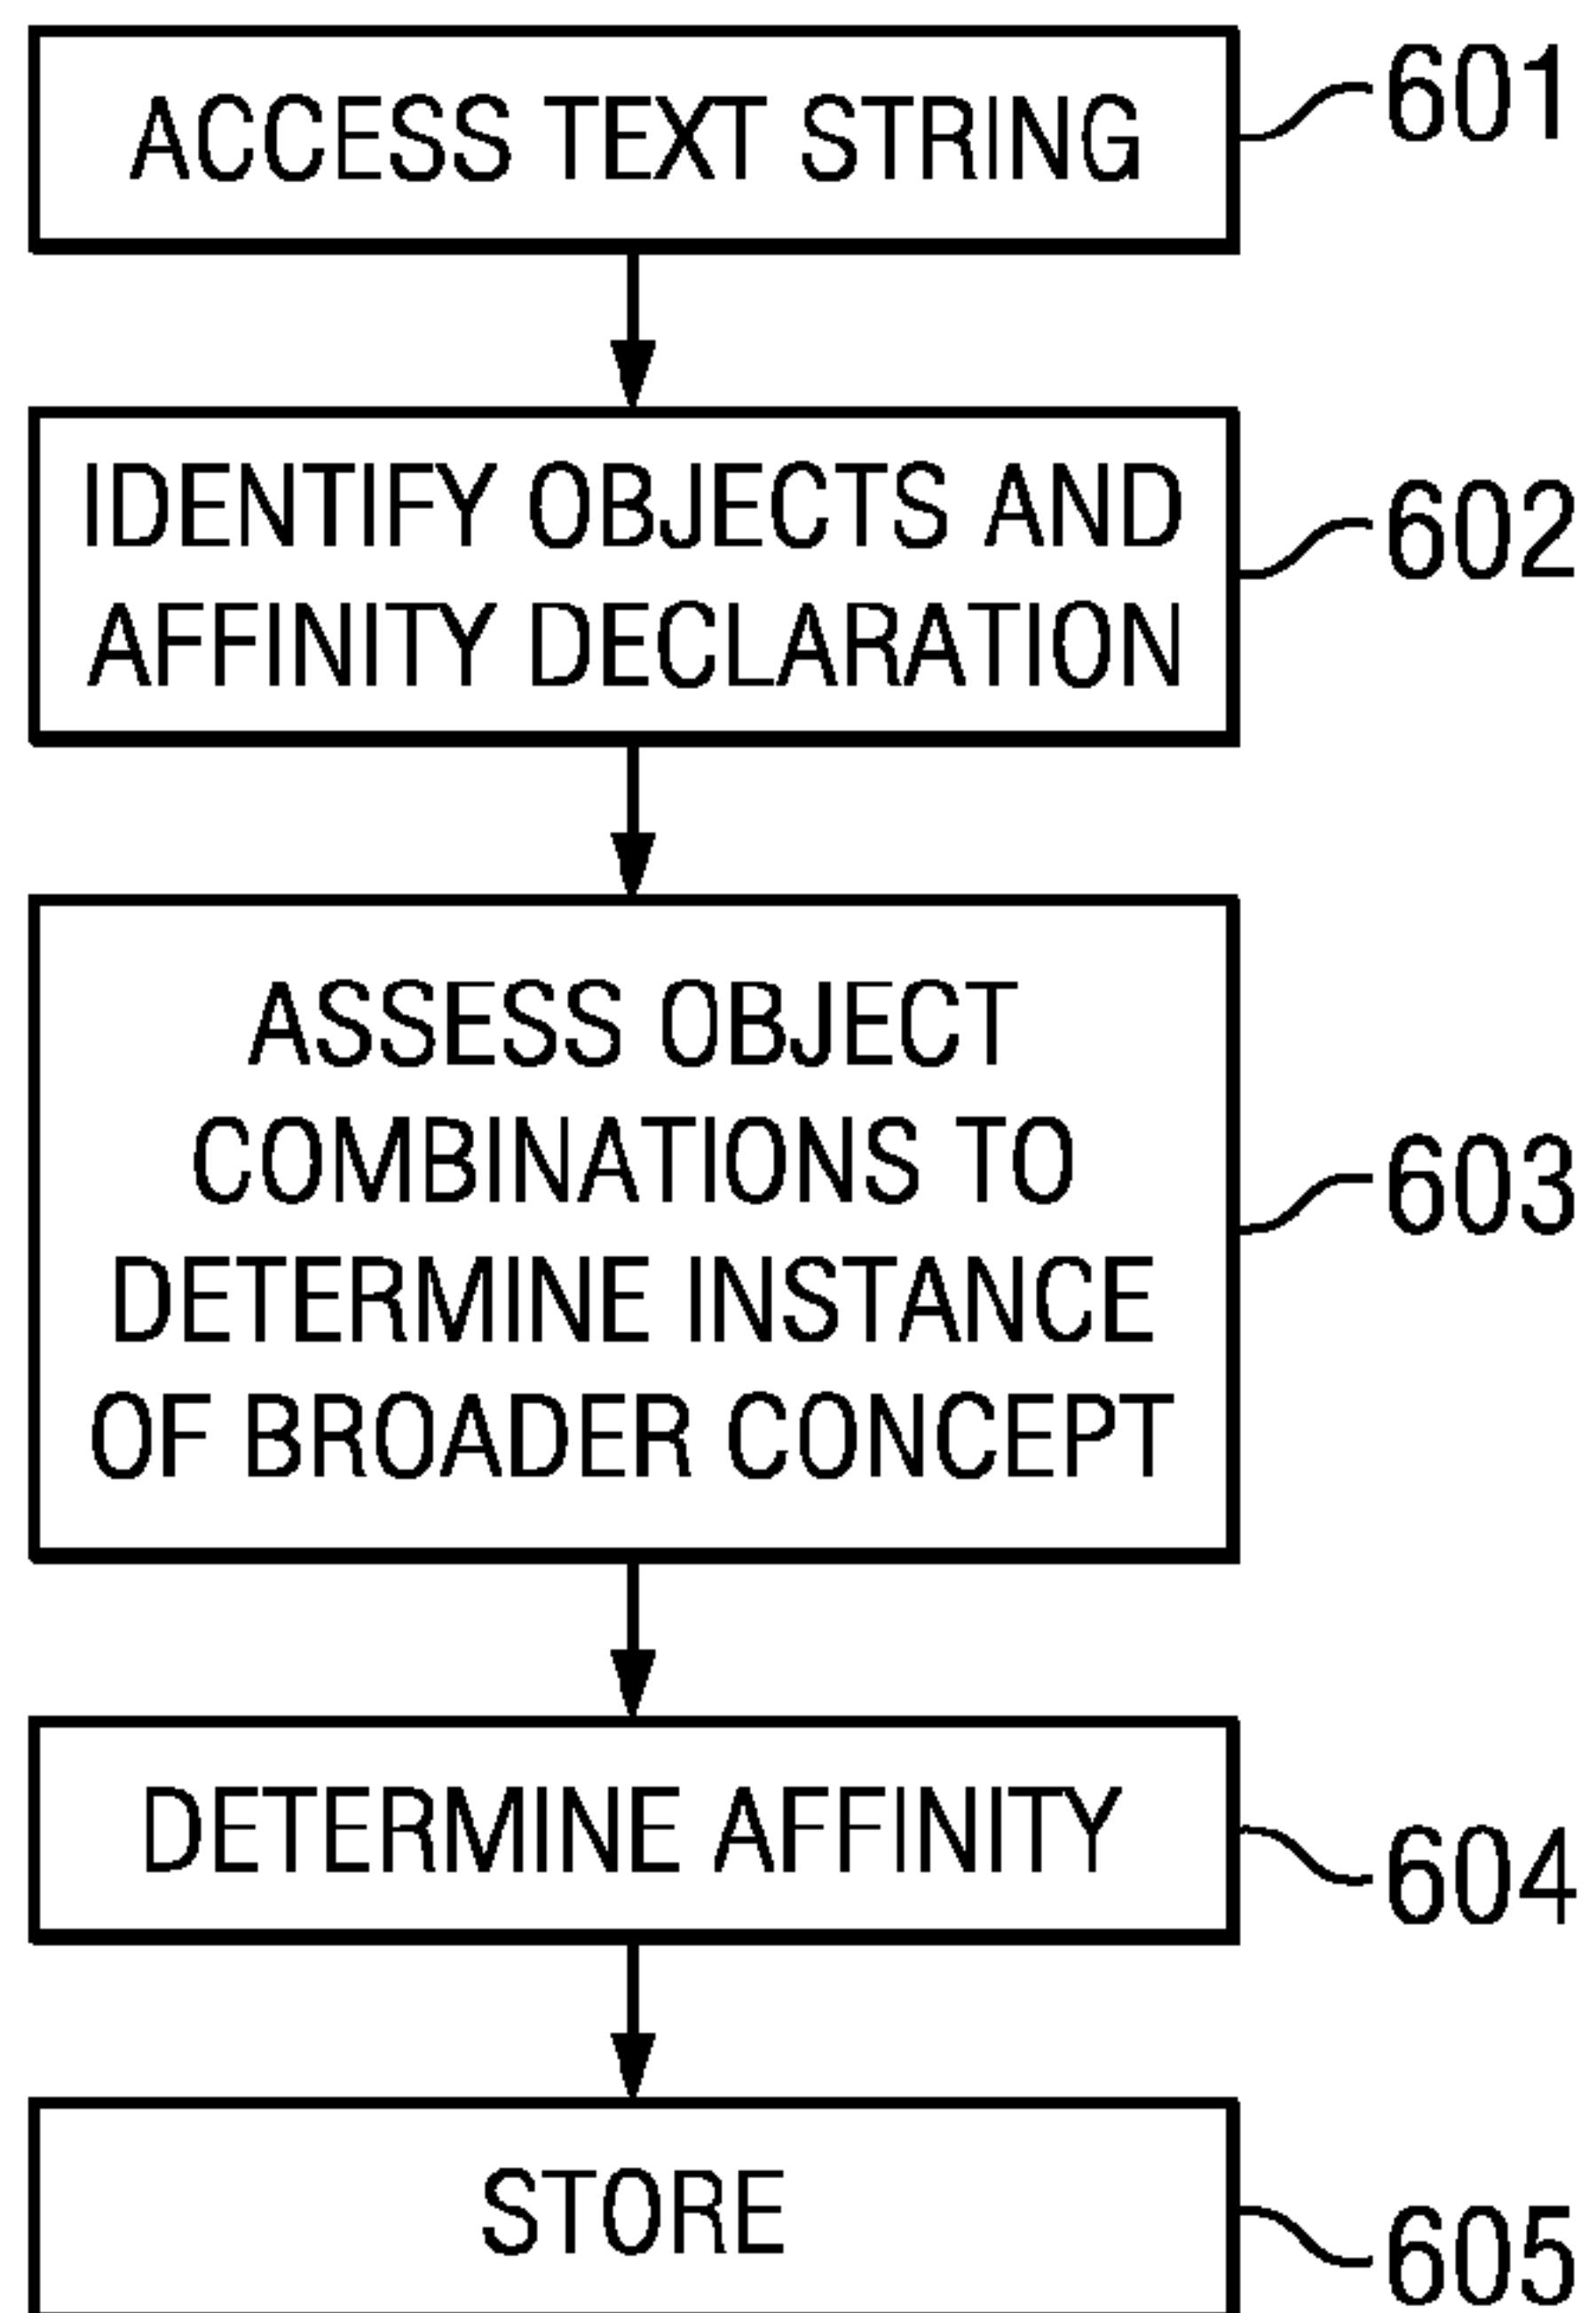 ACCESS TEXT STRING
601
IDENTIFY OBJECTS AND
AFFINITY DECLARATION
602
ASSESS OBJECT
COMBINATIONS TO
DETERMINE INSTANCE
OF BROADER CONCEPT
603
DETERMINE AFFINITY
604
STORE
605